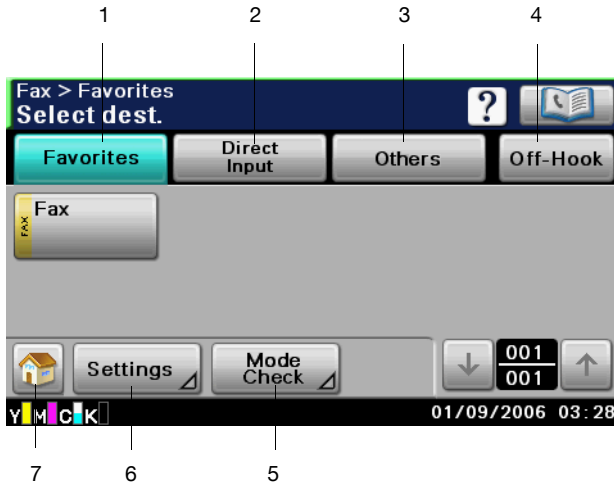 1 2 3 4
Fax > Favorites
Select dest.
?
Favorites
Direct
Input
Others
Off-Hook
FAX
Fax
Settings
Mode
Check
001
001
Y M C K
01/09/2006 03:28
7 6 5